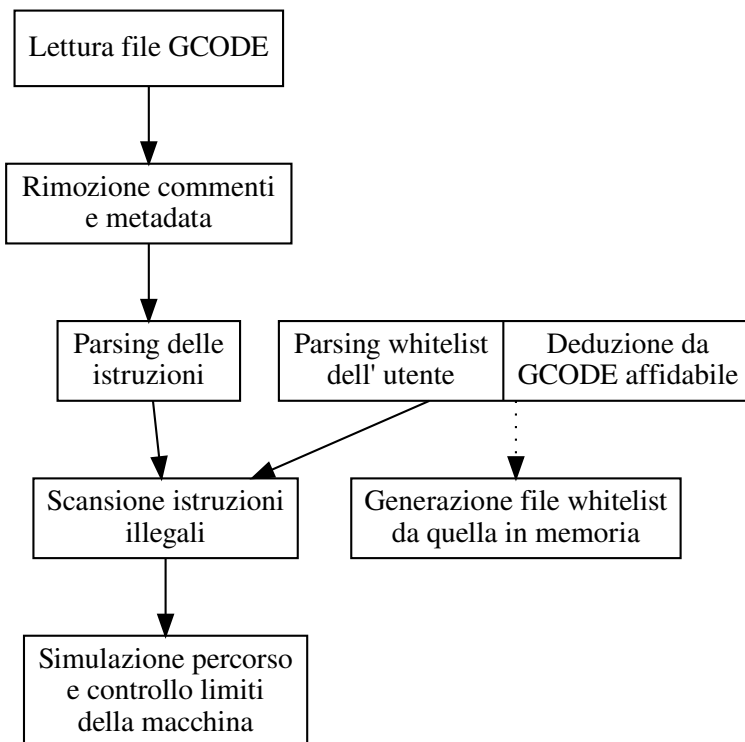 Lettura file GCODE
Rimozione commenti
e metadata
Parsing delle
istruzioni
Parsing whitelist
dell' utente
Deduzione da
GCODE affidabile
Scansione istruzioni
illegali
Generazione file whitelist
da quella in memoria
Simulazione percorso
e controllo limiti
della macchina